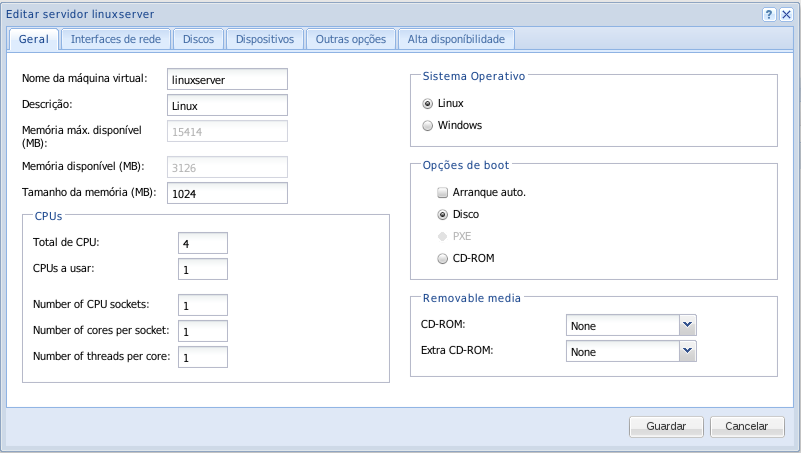 Editar servidor linuxserver
Geral
Interfaces de rede
Discos
Dispositivos
Outras opções
Alta disponíbilidade
Nome da máquina virtual:
linuxserver
Descrição:
Linux
Memória máx. disponível
(MB):
15414
Memória disponível (MB):
3126
Tamanho da memória (MB):
1024
CPUs
Total de CPU:
4
CPUs a usar:
1
Number of CPU sockets:
1
Number of cores per socket:
1
Number of threads per core:
1
Sistema Operativo
Linux
Windows
Opções de boot
Arranque auto.
Disco
PXE
CD-ROM
Removable media
CD-ROM:
None
Extra CD-ROM:
None
Guardar
Cancelar